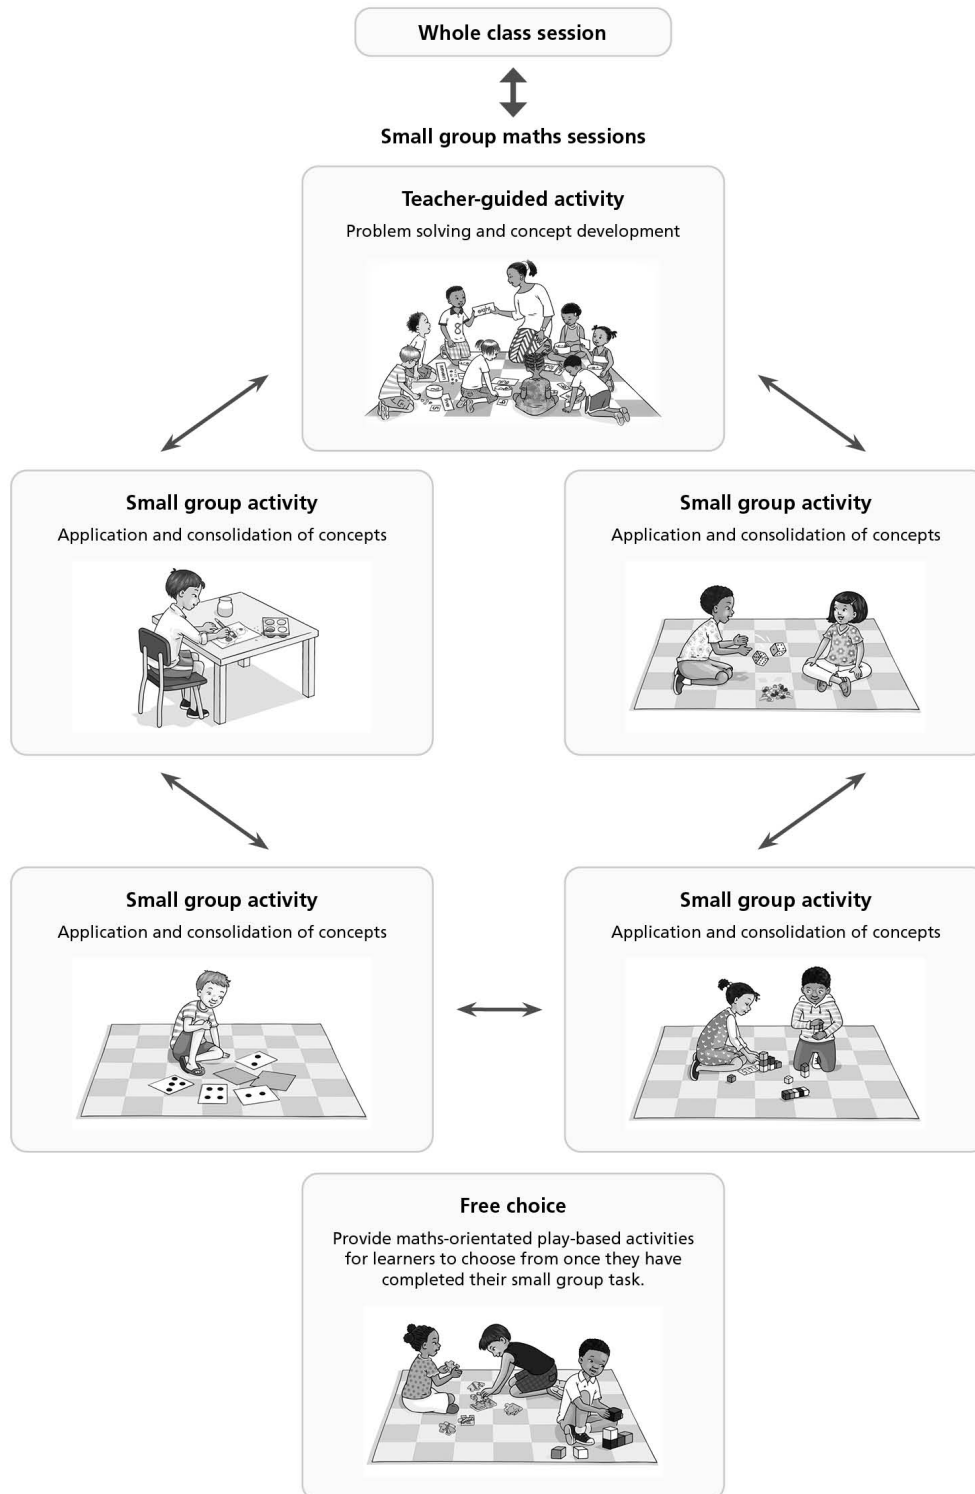 Whole class session
Small group maths sessions
Teacher-guided activity
Problem solving and concept development
Small group activity
Application and consolidation of concepts
Small group activity
Application and consolidation of concepts
Small group activity
Application and consolidation of concepts
Small group activity
Application and consolidation of concepts
Free choice
Provide maths-orientated play-based activities
for learners to choose from once they have
completed their small group task.